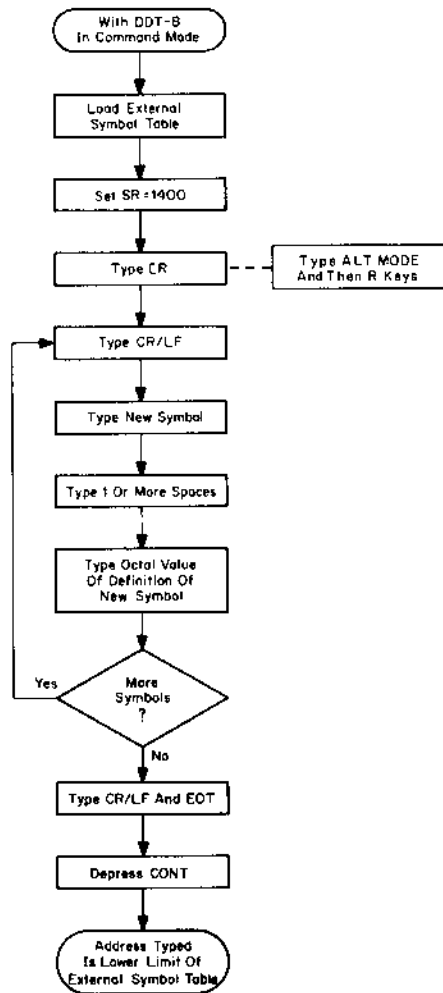 With DDT-8
In Command Mode
Load External
Symbol Table
Set SR=1400
Type CR
Type ALT MODE
And Then R Keys
Type CR/LF
Type New Symbol
Type 1 Or More Spaces
Type Octal Value
Of Definition Of
New Symbol
More
Symbols
?
Yes
No
Type CR/LF And EOT
Depress CONT
Address Typed
Is Lower Limit Of
External Symbol Table